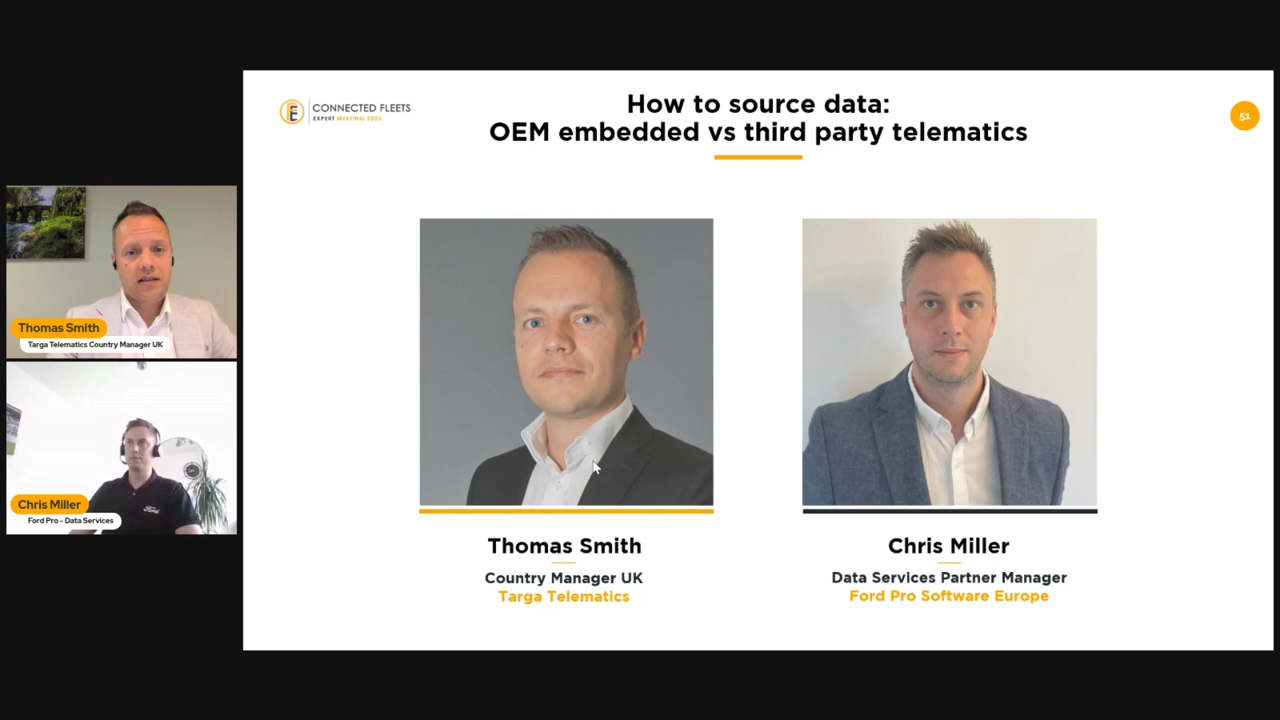 CONNECTED FLEETS
EXPERT MEETING 2023
How to source data:
OEM embedded vs third party telematics
51
Thomas Smith
Targa Telematics Country Manager UK
Chris Miller
Ford Pro - Data Services
Ford
Thomas Smith
Country Manager UK
Targa Telematics
Chris Miller
Data Services Partner Manager
Ford Pro Software Europe